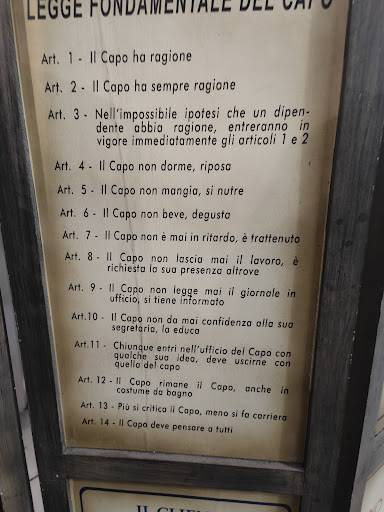 LEGGE FONDAMENTALE DEL CAPO
Art. 1 - Il Capo ha ragione
Art. 2 - Il Capo ha sempre ragione
Art. 3 - Nell'impossibile ipotesi che un dipen-
dente abbia ragione, entreranno in
vigore immediatamente gli articoli 1 e 2
Art. 4 - Il Capo non dorme, riposa
Art. 5 - Il Capo non mangia, si nutre
Art. 6 - Il Capo non beve, degusta
Art. 7 - Il Capo non è mai in ritardo, è trattenuto
Art. 8 - Il Capo non lascia mai il lavoro, è
richiesta la sua presenza altrove
Art. 9 - Il Capo non legge mai il giornale in
ufficio, si tiene informato
Art.10 - Il Capo non da mai confidenza alla sua
segretaria, la educa
Art.11 - Chiunque entri nell'ufficio del Capo con
qualche sua idea, deve uscirne con
quella del capo
Art. 12 - Il Capo rimane il Capo, anche in
costume da bagno
Art. 13 - Più si critica il Capo, meno si fa carriera
Art. 14 - Il Capo deve pensare a tutti